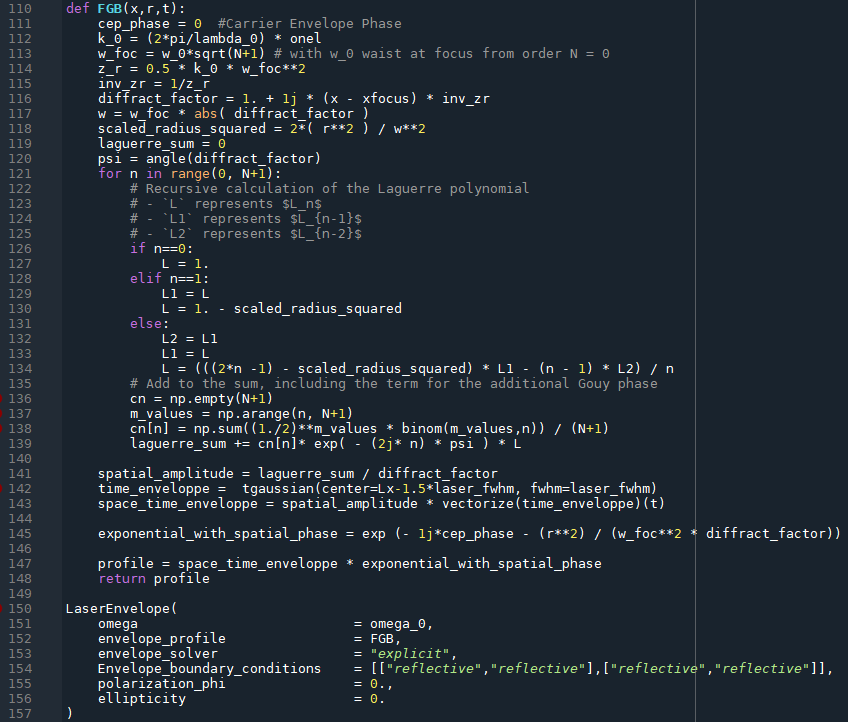 110 def FGB(x,r,t):
111     cep_phase = 0  #Carrier Envelope Phase
112     k_0 = (2*pi/lambda_0) * onel
113     w_foc = w_0*sqrt(N+1) # with w_0 waist at focus from order N = 0
114     z_r = 0.5 * k_0 * w_foc**2
115     inv_zr = 1/z_r
116     diffract_factor = 1. + 1j * (x - xfocus) * inv_zr
117     w = w_foc * abs( diffract_factor )
118     scaled_radius_squared = 2*( r**2 ) / w**2
119     laguerre_sum = 0
120     psi = angle(diffract_factor)
121     for n in range(0, N+1):
122         # Recursive calculation of the Laguerre polynomial
123         # - `L` represents $L_n$
124         # - `L1` represents $L_{n-1}$
125         # - `L2` represents $L_{n-2}$
126         if n==0:
127             L = 1.
128         elif n==1:
129             L1 = L
130             L = 1. - scaled_radius_squared
131         else:
132             L2 = L1
133             L1 = L
134             L = (((2*n -1) - scaled_radius_squared) * L1 - (n - 1) * L2) / n
135         # Add to the sum, including the term for the additional Gouy phase
136         cn = np.empty(N+1)
137         m_values = np.arange(n, N+1)
138         cn[n] = np.sum((1./2)**m_values * binom(m_values,n)) / (N+1)
139         laguerre_sum += cn[n]* exp( - (2j* n) * psi ) * L
140
141     spatial_amplitude = laguerre_sum / diffract_factor
142     time_enveloppe =  tgaussian(center=Lx-1.5*laser_fwhm, fwhm=laser_fwhm)
143     space_time_enveloppe = spatial_amplitude * vectorize(time_enveloppe)(t)
144
145     exponential_with_spatial_phase = exp (- 1j*cep_phase - (r**2) / (w_foc**2 * diffract_factor))
146
147     profile = space_time_enveloppe * exponential_with_spatial_phase
148     return profile
149
150 LaserEnvelope(
151     omega                      = omega_0,
152     envelope_profile           = FGB,
153     envelope_solver            = "explicit",
154     Envelope_boundary_conditions    = [["reflective","reflective"],["reflective","reflective"]],
155     polarization_phi           = 0.,
156     ellipticity                = 0.
157 )